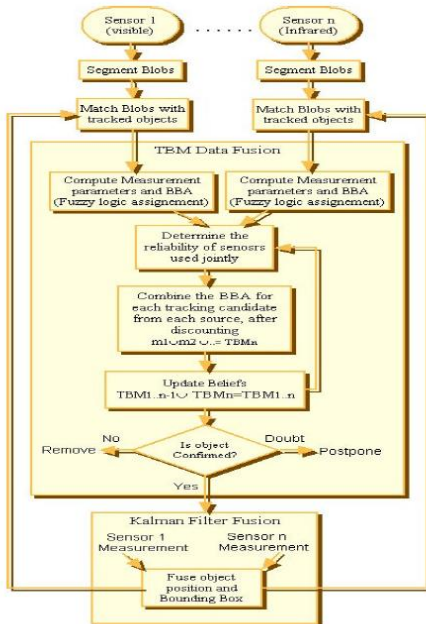 Sensor 1
(visible)
. . . . . .
Sensor n
(Infrared)
Segment Blobs
Segment Blobs
Match Blobs with
tracked objects
Match Blobs with
tracked objects
TBM Data Fusion
Compute Measurement
parameters and BBA
(Fuzzy logic assignement)
Compute Measurement
parameters and BBA
(Fuzzy logic assignement)
Determine the
reliability of senosrs
used jointly
Combine the BBA for
each tracking candidate
from each source, after
discounting
m1∪m2∪..= TBMn
Update Beliefs
TBM1..n-1∪ TBMn=TBM1..n
Is object
Confirmed?
No
Remove
Doubt
Postpone
Yes
Kalman Filter Fusion
Sensor 1
Measurement
Sensor n
Measurement
Fuse object
position and
Bounding Box